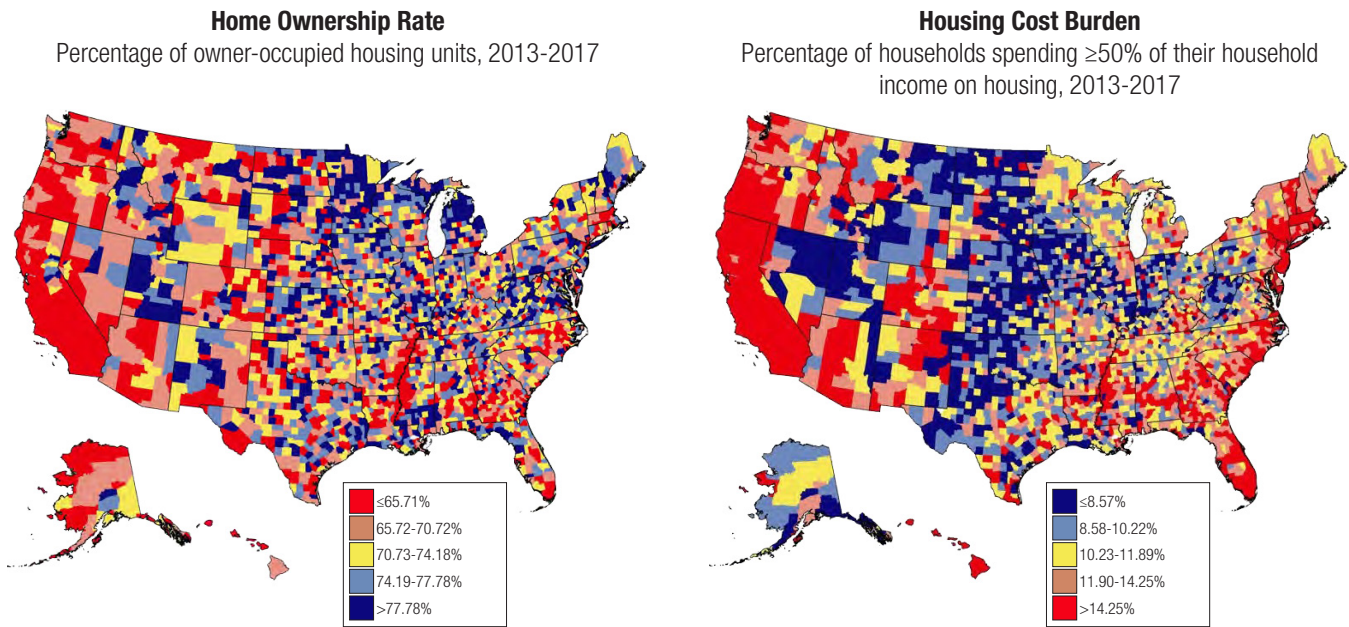 Home Ownership Rate
Percentage of owner-occupied housing units, 2013-2017
≤65.71%
65.72-70.72%
70.73-74.18%
74.19-77.78%
>77.78%
Housing Cost Burden
Percentage of households spending ≥50% of their household
income on housing, 2013-2017
≤8.57%
8.58-10.22%
10.23-11.89%
11.90-14.25%
>14.25%